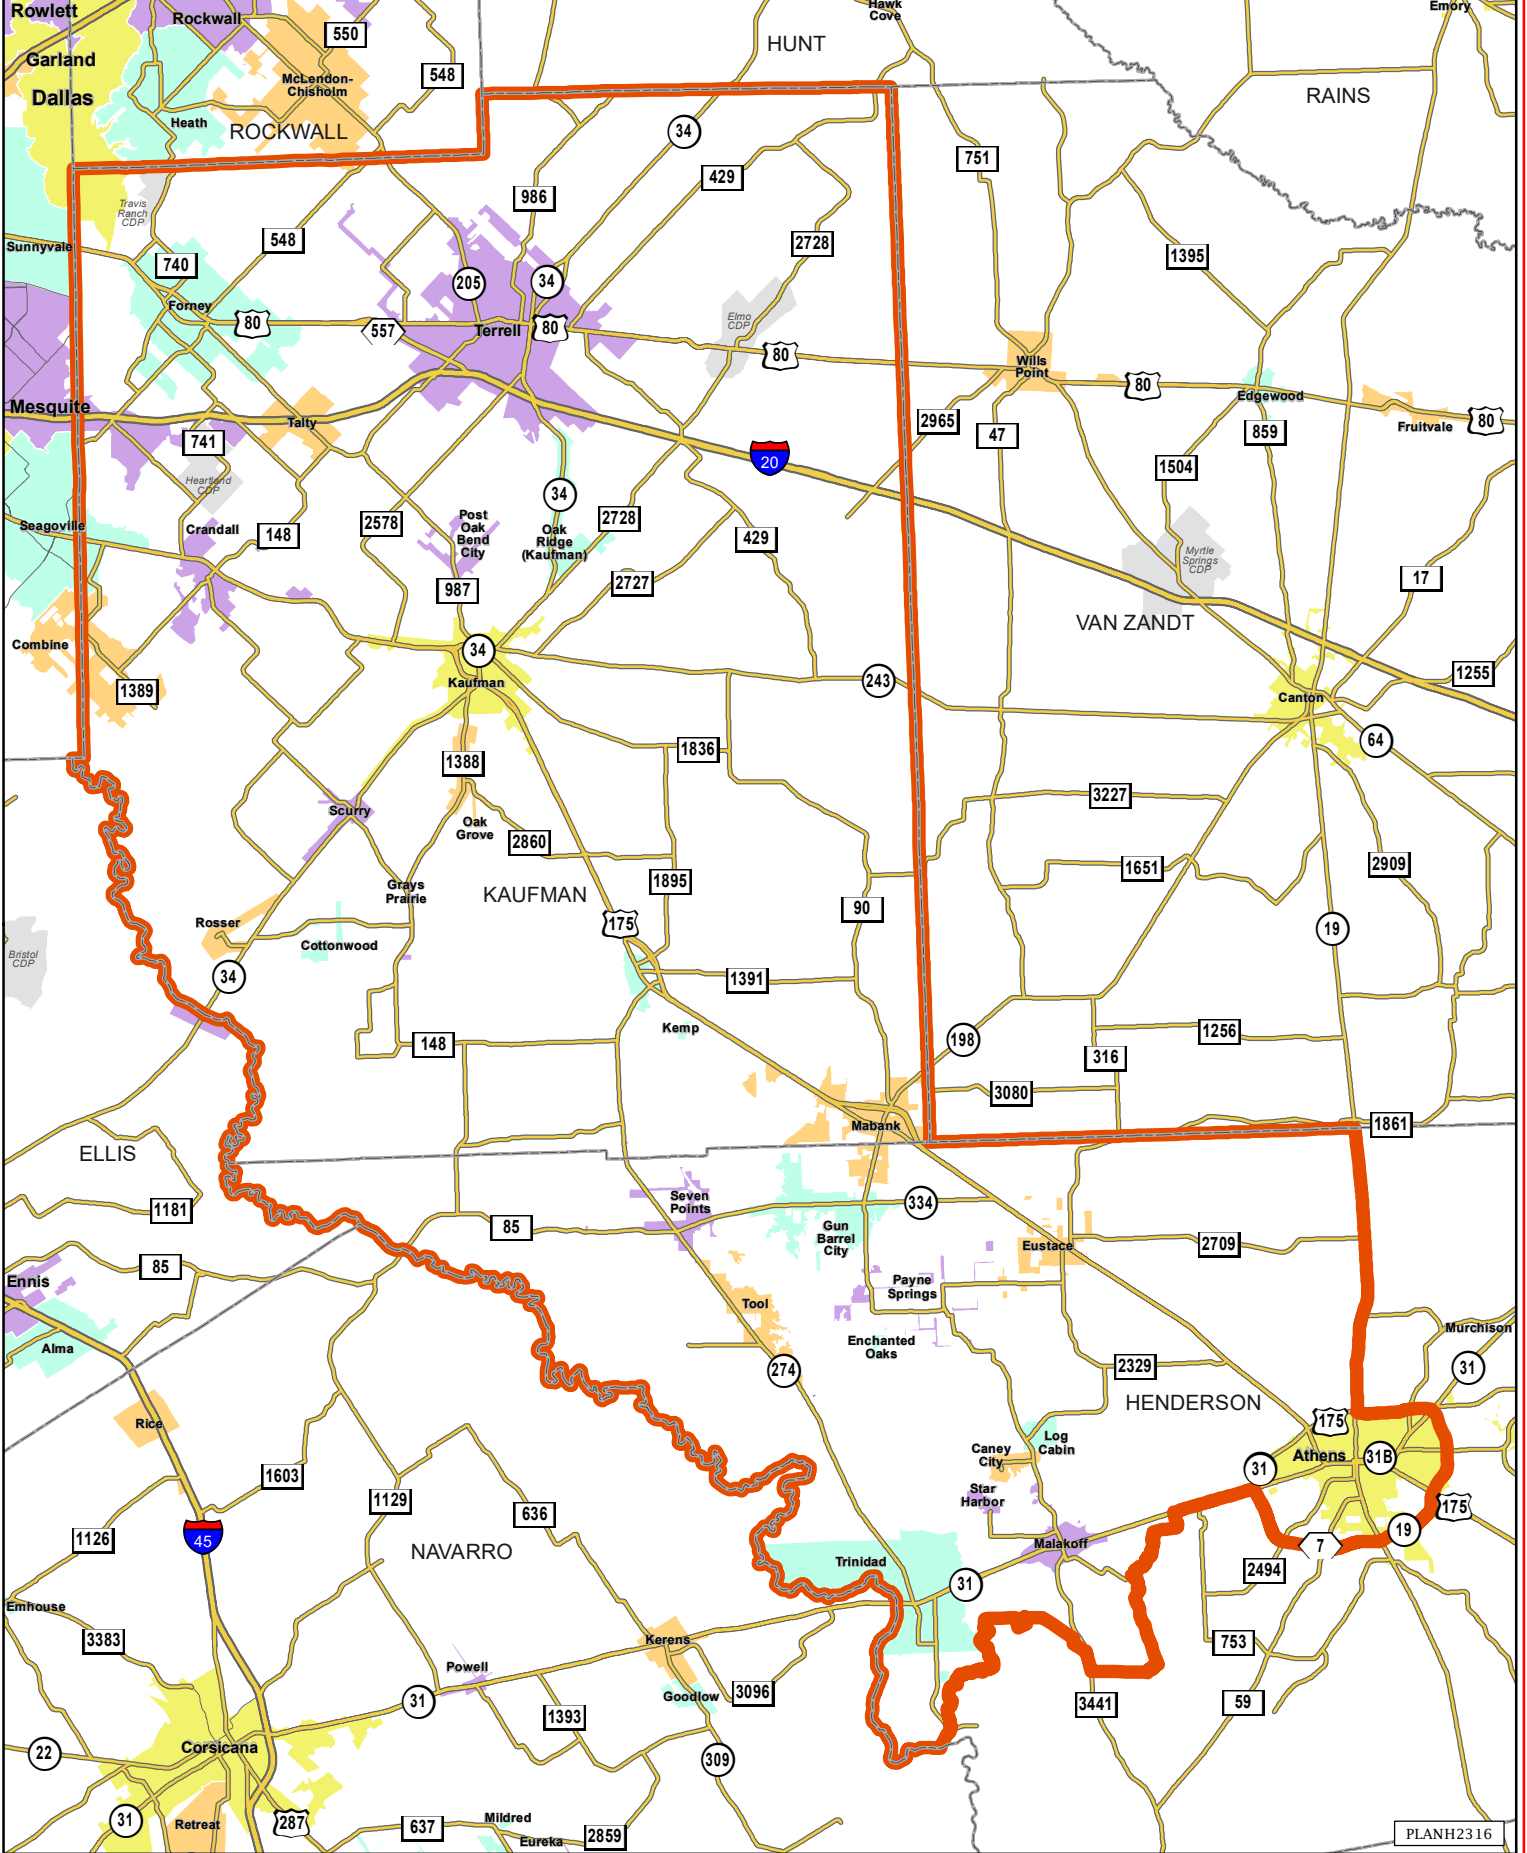 Rowlett
Rockwall
550
Hawk
Cove
Emory
Garland
HUNT
548
McLendon-
Chisholm
Dallas
RAINS
Heath
ROCKWALL
34
751
429
986
Travis
Ranch
CDP
Sunnyvale
548
2728
1395
740
205
34
Forney
80
557
Terrell
80
Elmo
CDP
80
Wills
Point
80
Mesquite
Edgewood
Talty
2965
47
859
Fruitvale
80
741
20
1504
Heartland
CDP
34
Seagoville
Crandall
148
2578
Post
Oak
Bend
City
Oak
Ridge
(Kaufman)
2728
429
Myrtle
Springs
CDP
987
2727
17
VAN ZANDT
Combine
34
Kaufman
243
1255
1389
Canton
1836
64
1388
3227
Scurry
Oak
Grove
2860
1651
2909
Grays
Prairie
KAUFMAN
1895
90
Rosser
175
19
Cottonwood
Bristol
CDP
34
1391
Kemp
148
198
1256
316
3080
Mabank
1861
ELLIS
1181
Seven
Points
334
85
Gun
Barrel
City
Eustace
2709
85
Ennis
Payne
Springs
Tool
Alma
Enchanted
Oaks
Murchison
274
2329
31
HENDERSON
Rice
175
Log
Cabin
Caney
City
Athens
31B
31
1603
Star
Harbor
1129
636
175
45
1126
19
Malakoff
7
NAVARRO
Trinidad
2494
31
Emhouse
3383
Kerens
753
Powell
Goodlow
3096
31
3441
59
1393
22
Corsicana
309
31
Retreat
287
637
Mildred
Eureka
2859
PLANH2316